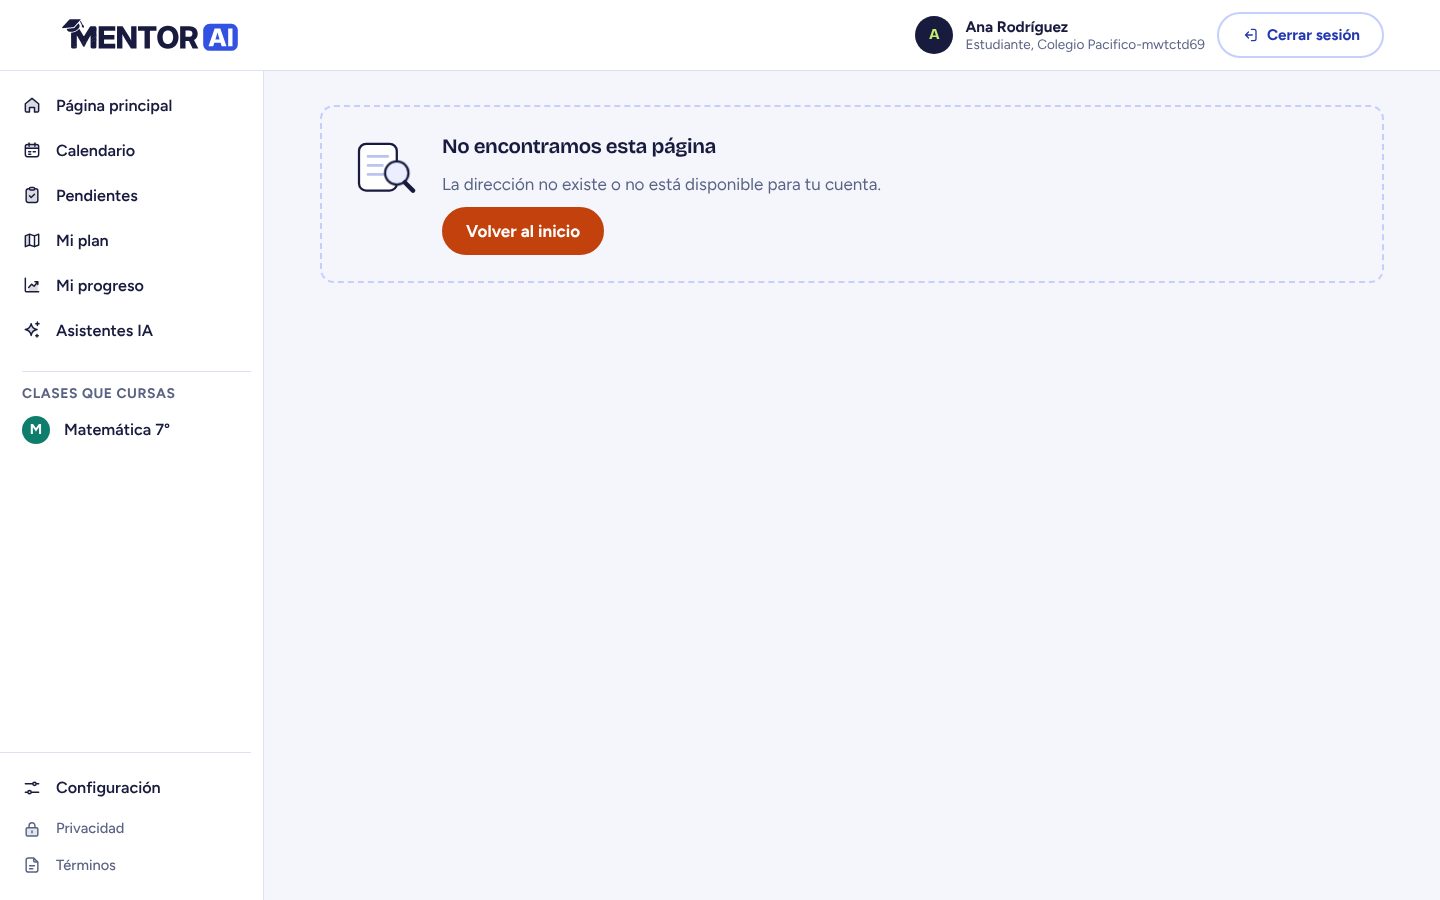 MENTOR AI
A
Ana Rodríguez
Estudiante, Colegio Pacifico-mwtctd69
Cerrar sesión
Página principal
Calendario
Pendientes
Mi plan
Mi progreso
Asistentes IA
CLASES QUE CURSAS
M
Matemática 7°
Configuración
Privacidad
Términos
No encontramos esta página
La dirección no existe o no está disponible para tu cuenta.
Volver al inicio